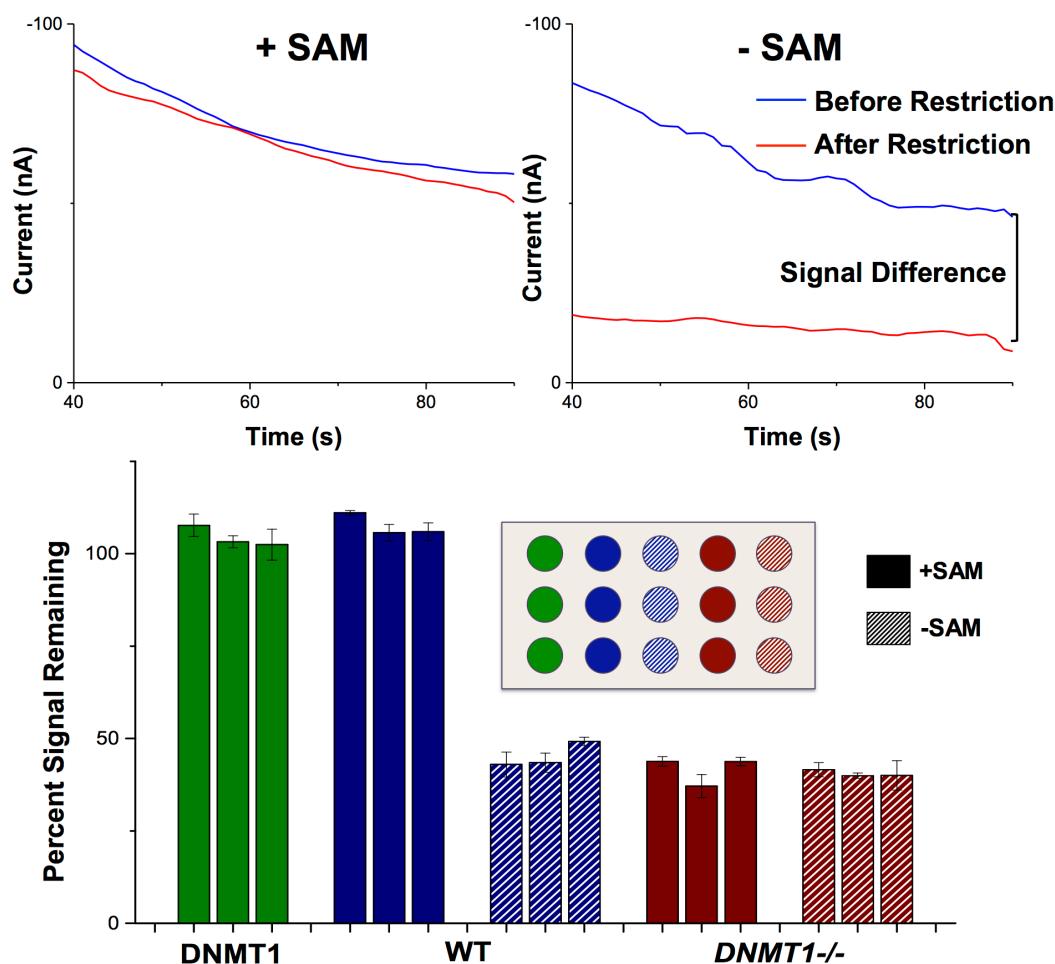 -100
+ SAM
Current (nA)
0
40
60
80
Time (s)
-100
- SAM
Before Restriction
After Restriction
Current (nA)
Signal Difference
0
40
60
80
Time (s)
Percent Signal Remaining
100
50
0
+SAM
-SAM
DNMT1
WT
DNMT1-/-